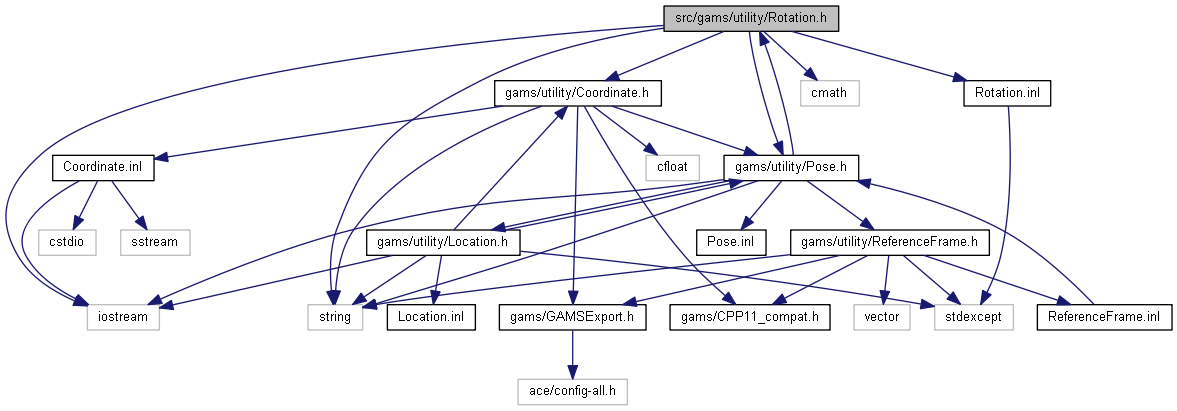 src/gams/utility/Rotation.h
gams/utility/Coordinate.h
cmath
Rotation.inl
Coordinate.inl
cfloat
gams/utility/Pose.h
cstdio
sstream
gams/utility/Location.h
Pose.inl
gams/utility/ReferenceFrame.h
iostream
string
Location.inl
gams/GAMSExport.h
gams/CPP11_compat.h
vector
stdexcept
ReferenceFrame.inl
ace/config-all.h